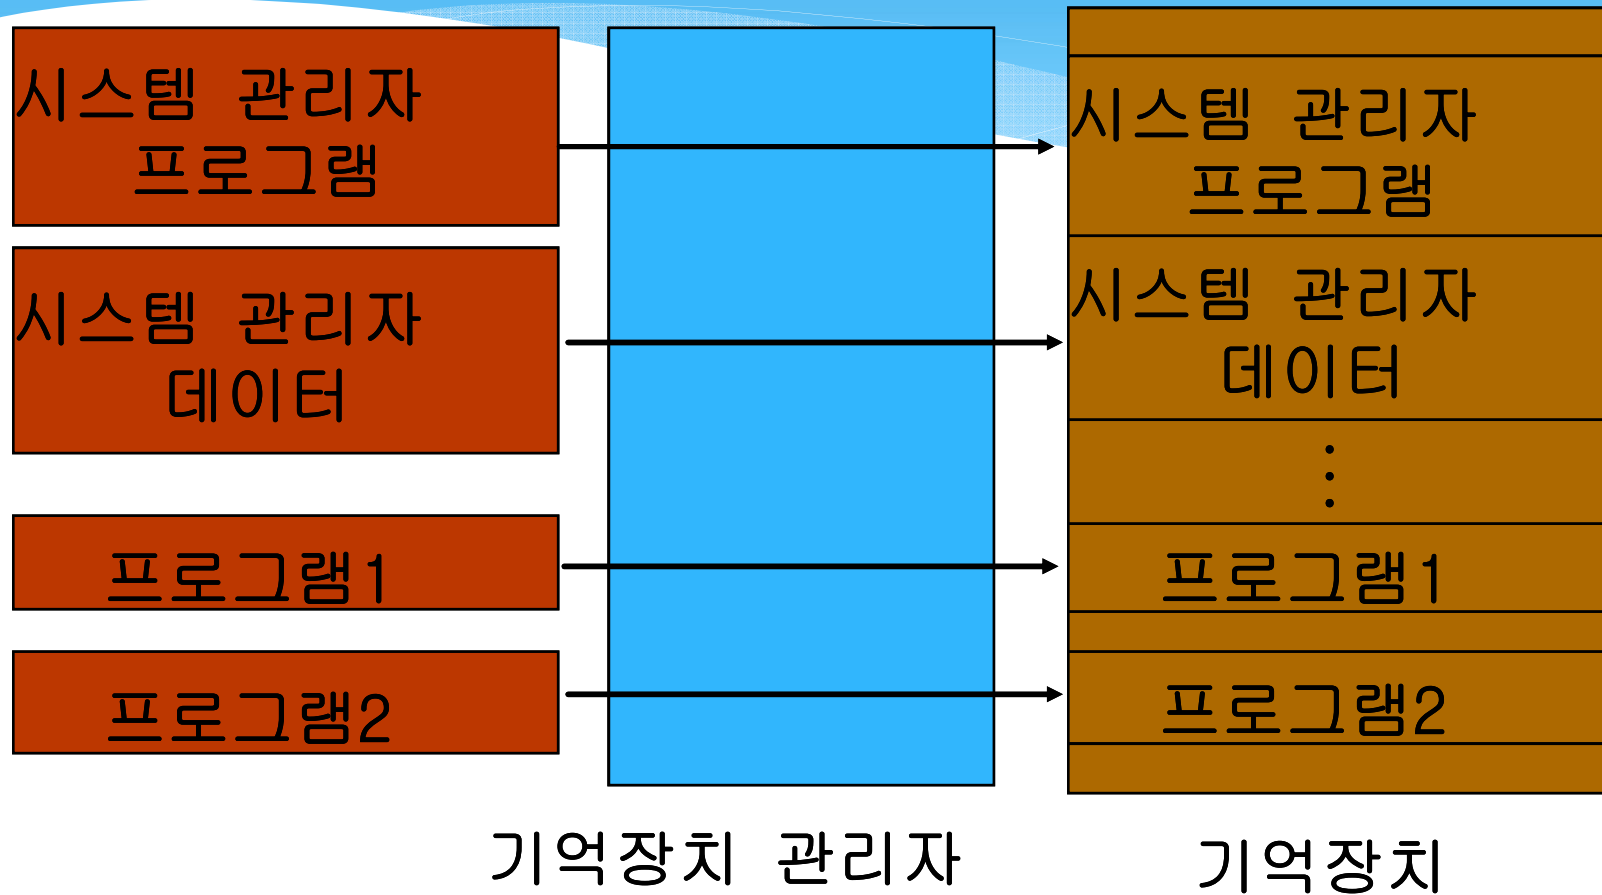 시스템 관리자
프로그램
시스템 관리자
데이터
프로그램1
프로그램2
시스템 관리자
프로그램
시스템 관리자
데이터
⋮
프로그램1
프로그램2
기억장치 관리자
기억장치